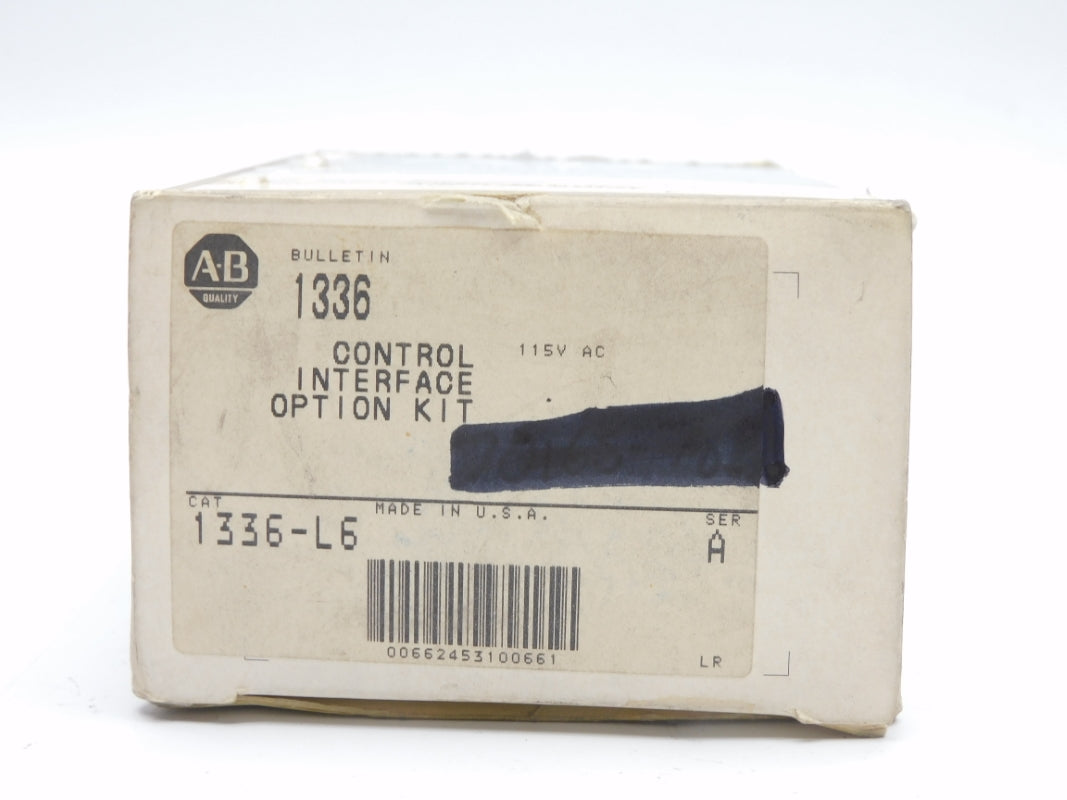 A-B
QUALITY
BULLETIN
1336
CONTROL
INTERFACE
OPTION KIT
115V AC
CAT
1336-L6
MADE IN U.S.A.
SER
A
00662453100661
LR